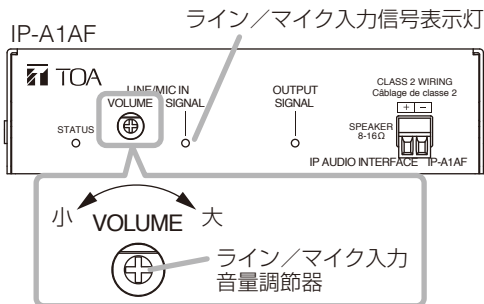 ライン／マイク入力信号表示灯
IP-A1AF
TOA
LINE/MIC IN
VOLUME SIGNAL
OUTPUT
SIGNAL
CLASS 2 WIRING
Câblage de classe 2
+ −
STATUS
SPEAKER
8-16Ω
IP AUDIO INTERFACE IP-A1AF
小 VOLUME 大
ライン／マイク入力
音量調節器